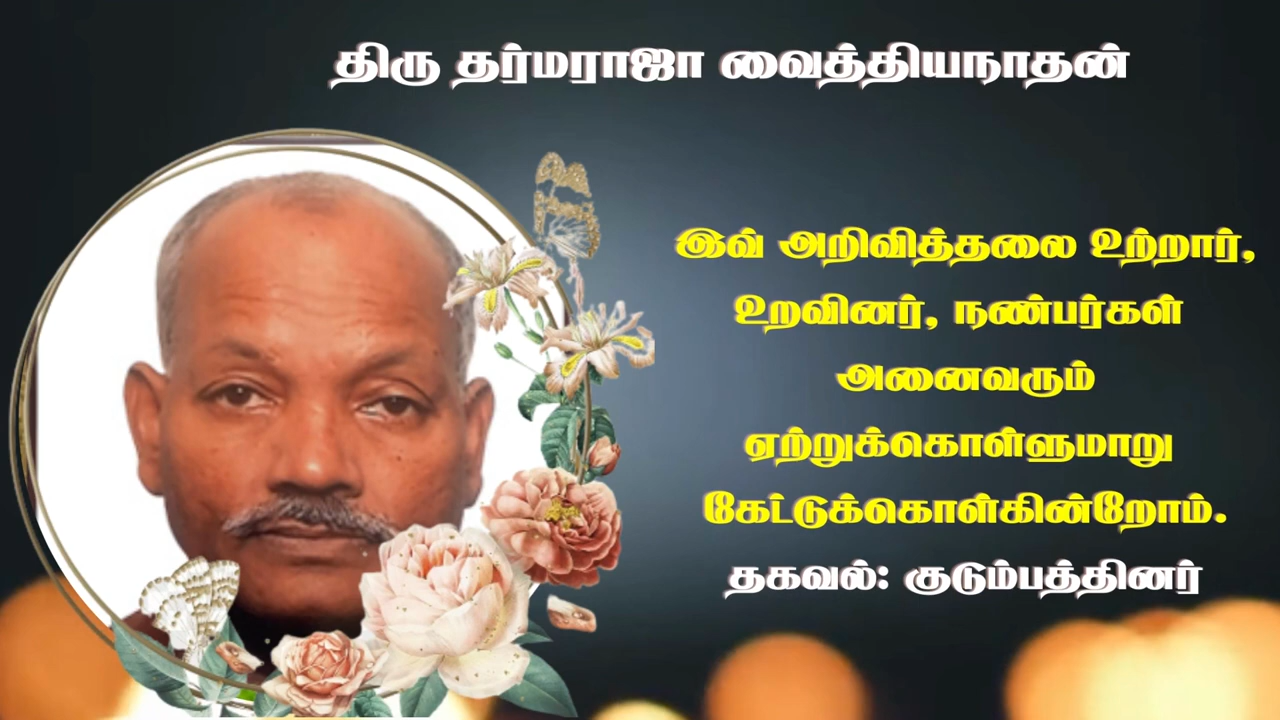 திரு தர்மராஜா வைத்தியநாதன்
இவ் அறிவித்தலை உற்றார்,
உறவினர், நண்பர்கள்
அனைவரும்
ஏற்றுக்கொள்ளுமாறு
கேட்டுக்கொள்கின்றோம்.
தகவல்: குடும்பத்தினர்